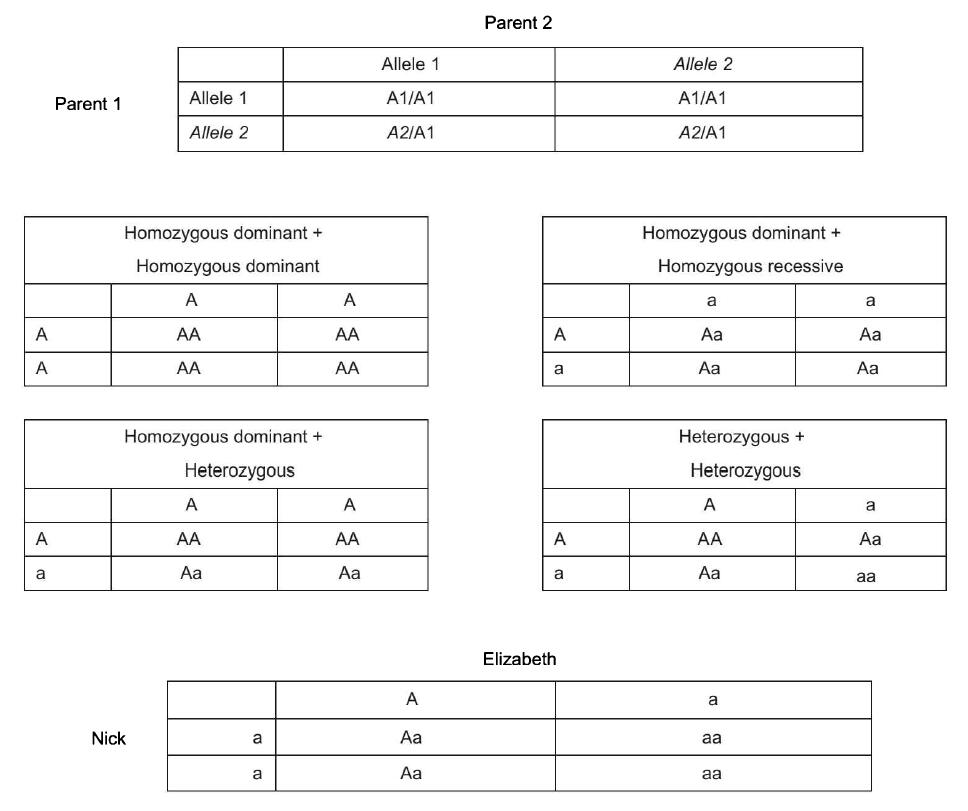 Parent 2
Allele 1 Allele 2
Parent 1
Allele 1 A1/A1 A1/A1
Allele 2 A2/A1 A2/A1
Homozygous dominant +
Homozygous dominant
A A
A AA AA
A AA AA
Homozygous dominant +
Homozygous recessive
a a
A Aa Aa
a Aa Aa
Homozygous dominant +
Heterozygous
A A
A AA AA
a Aa Aa
Heterozygous +
Heterozygous
A a
A AA Aa
a Aa aa
Elizabeth
A a
Nick
a Aa aa
a Aa aa